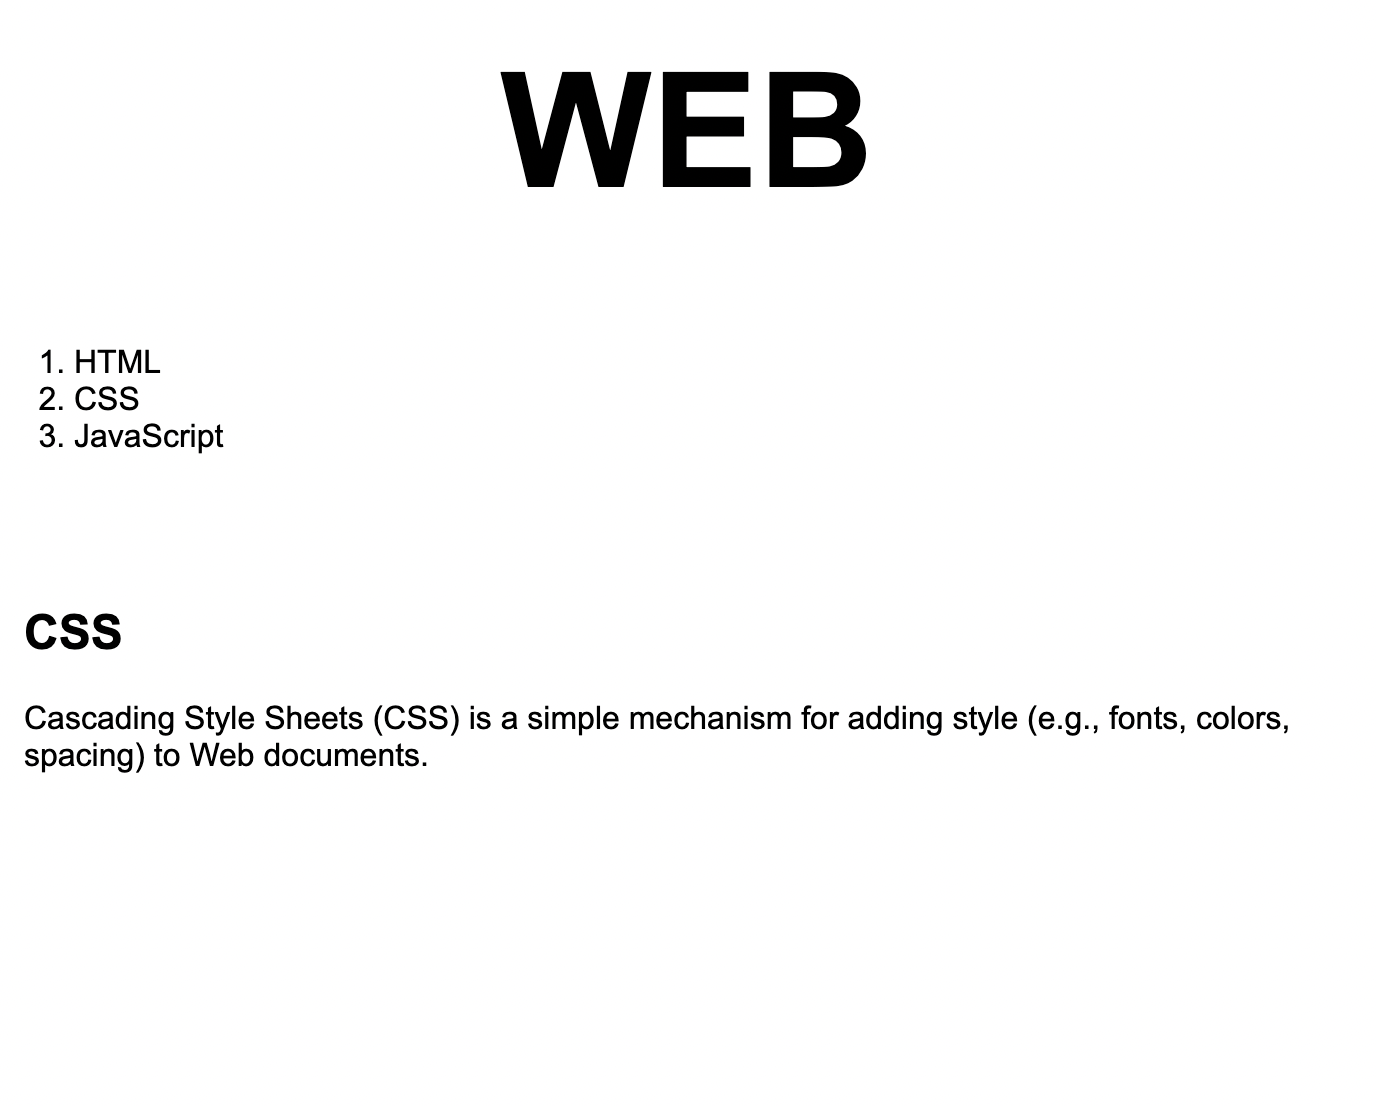 WEB
1. HTML
2. CSS
3. JavaScript
CSS
Cascading Style Sheets (CSS) is a simple mechanism for adding style (e.g., fonts, colors,
spacing) to Web documents.